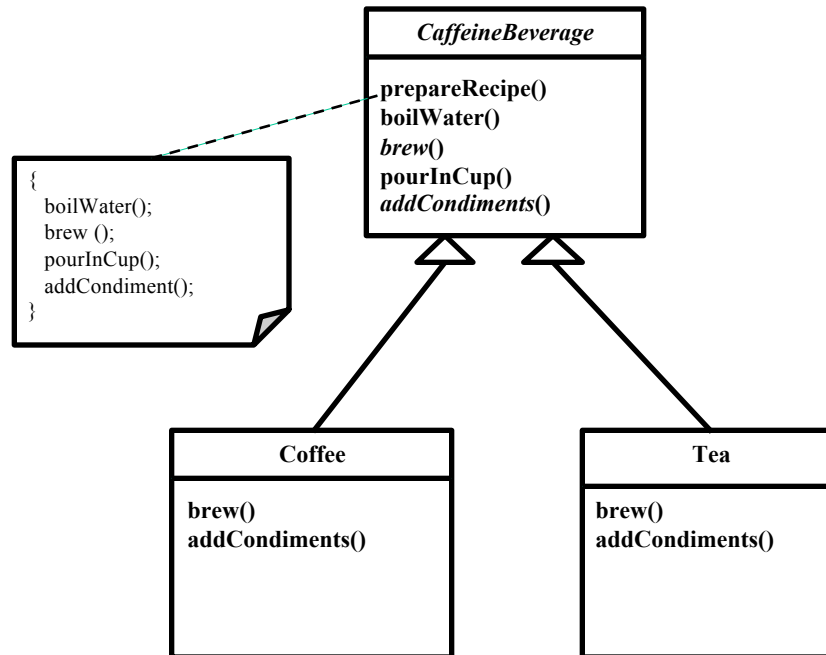 CaffeineBeverage
prepareRecipe()
boilWater()
brew()
pourInCup()
addCondiments()
{
boilWater();
brew ();
pourInCup();
addCondiment();
}
Coffee
brew()
addCondiments()
Tea
brew()
addCondiments()